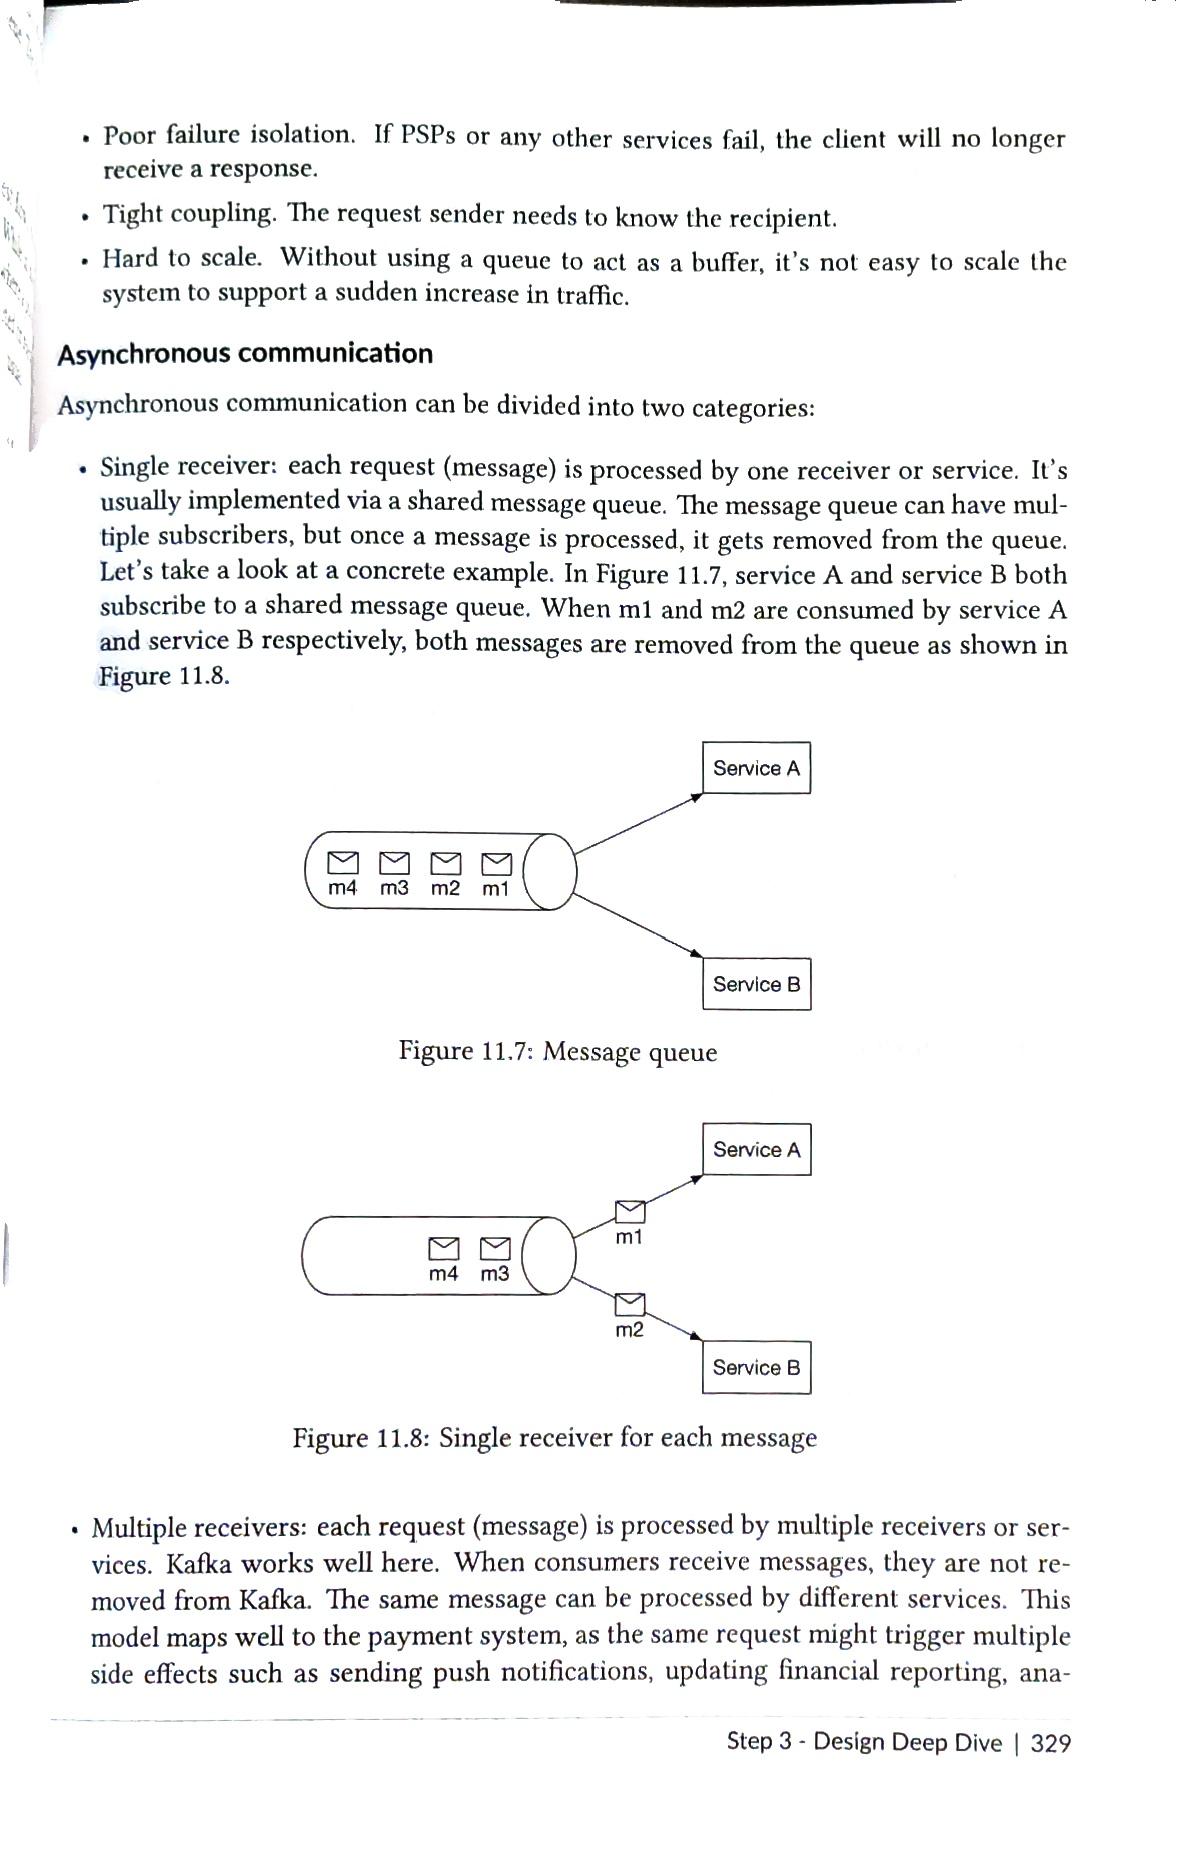 • Poor failure isolation. If PSPs or any other services fail, the client will no longer
receive a response.
• Tight coupling. The request sender needs to know the recipient.
• Hard to scale. Without using a queue to act as a buffer, it's not easy to scale the
system to support a sudden increase in traffic.
Asynchronous communication
Asynchronous communication can be divided into two categories:
• Single receiver: each request (message) is processed by one receiver or service. It's
usually implemented via a shared message queue. The message queue can have mul-
tiple subscribers, but once a message is processed, it gets removed from the queue.
Let's take a look at a concrete example. In Figure 11.7, service A and service B both
subscribe to a shared message queue. When m1 and m2 are consumed by service A
and service B respectively, both messages are removed from the queue as shown in
Figure 11.8.
Service A
m4 m3 m2 m1
Service B
Figure 11.7: Message queue
Service A
m1
m4 m3
m2
Service B
Figure 11.8: Single receiver for each message
• Multiple receivers: each request (message) is processed by multiple receivers or ser-
vices. Kafka works well here. When consumers receive messages, they are not re-
moved from Kafka. The same message can be processed by different services. This
model maps well to the payment system, as the same request might trigger multiple
side effects such as sending push notifications, updating financial reporting, ana-
Step 3 - Design Deep Dive | 329